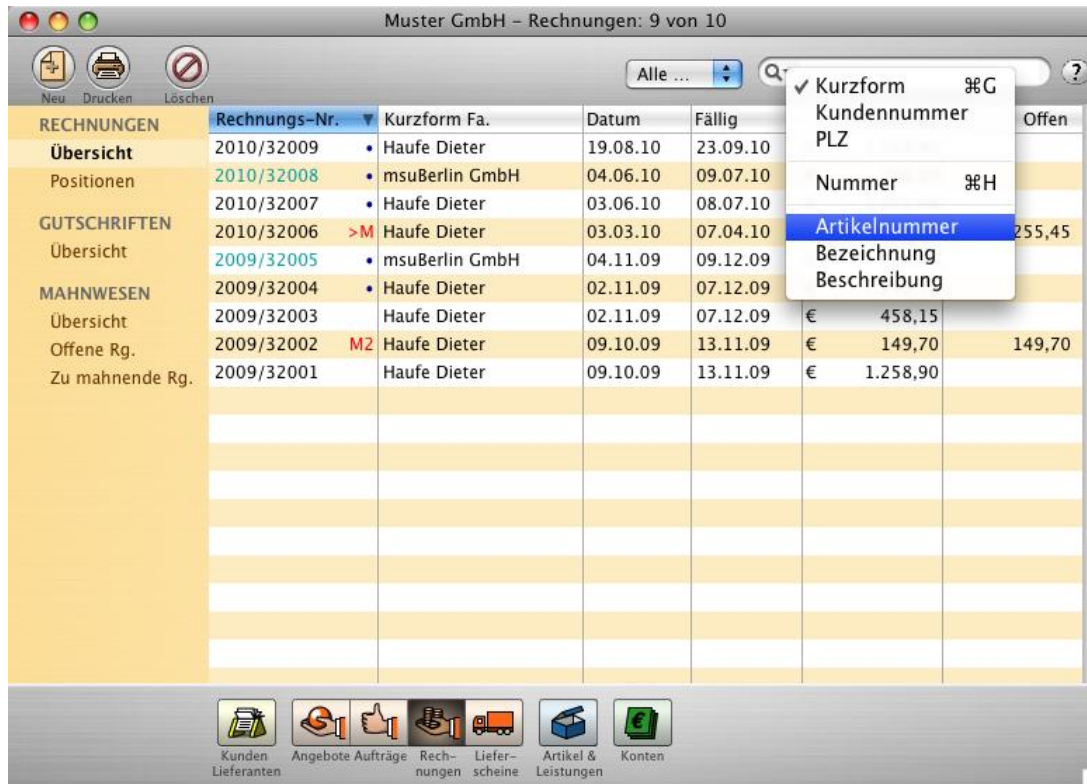 Muster GmbH – Rechnungen: 9 von 10
Neu Drucken Löschen
Alle ...
?
✓ Kurzform ⌘G
Kundennummer
PLZ
Nummer ⌘H
Artikelnummer
Bezeichnung
Beschreibung
RECHNUNGEN
Übersicht
Positionen
GUTSCHRIFTEN
Übersicht
MAHNWESEN
Übersicht
Offene Rg.
Zu mahnende Rg.
Rechnungs-Nr. ▼ Kurzform Fa. Datum Fällig Offen
2010/32009 • Haufe Dieter 19.08.10 23.09.10
2010/32008 • msuBerlin GmbH 04.06.10 09.07.10
2010/32007 • Haufe Dieter 03.06.10 08.07.10
2010/32006 >M Haufe Dieter 03.03.10 07.04.10 255,45
2009/32005 • msuBerlin GmbH 04.11.09 09.12.09
2009/32004 • Haufe Dieter 02.11.09 07.12.09
2009/32003 Haufe Dieter 02.11.09 07.12.09 € 458,15
2009/32002 M2 Haufe Dieter 09.10.09 13.11.09 € 149,70 149,70
2009/32001 Haufe Dieter 09.10.09 13.11.09 € 1.258,90
Kunden Angebote Aufträge Rech- Liefer- Artikel & Konten
Lieferanten nungen scheine Leistungen